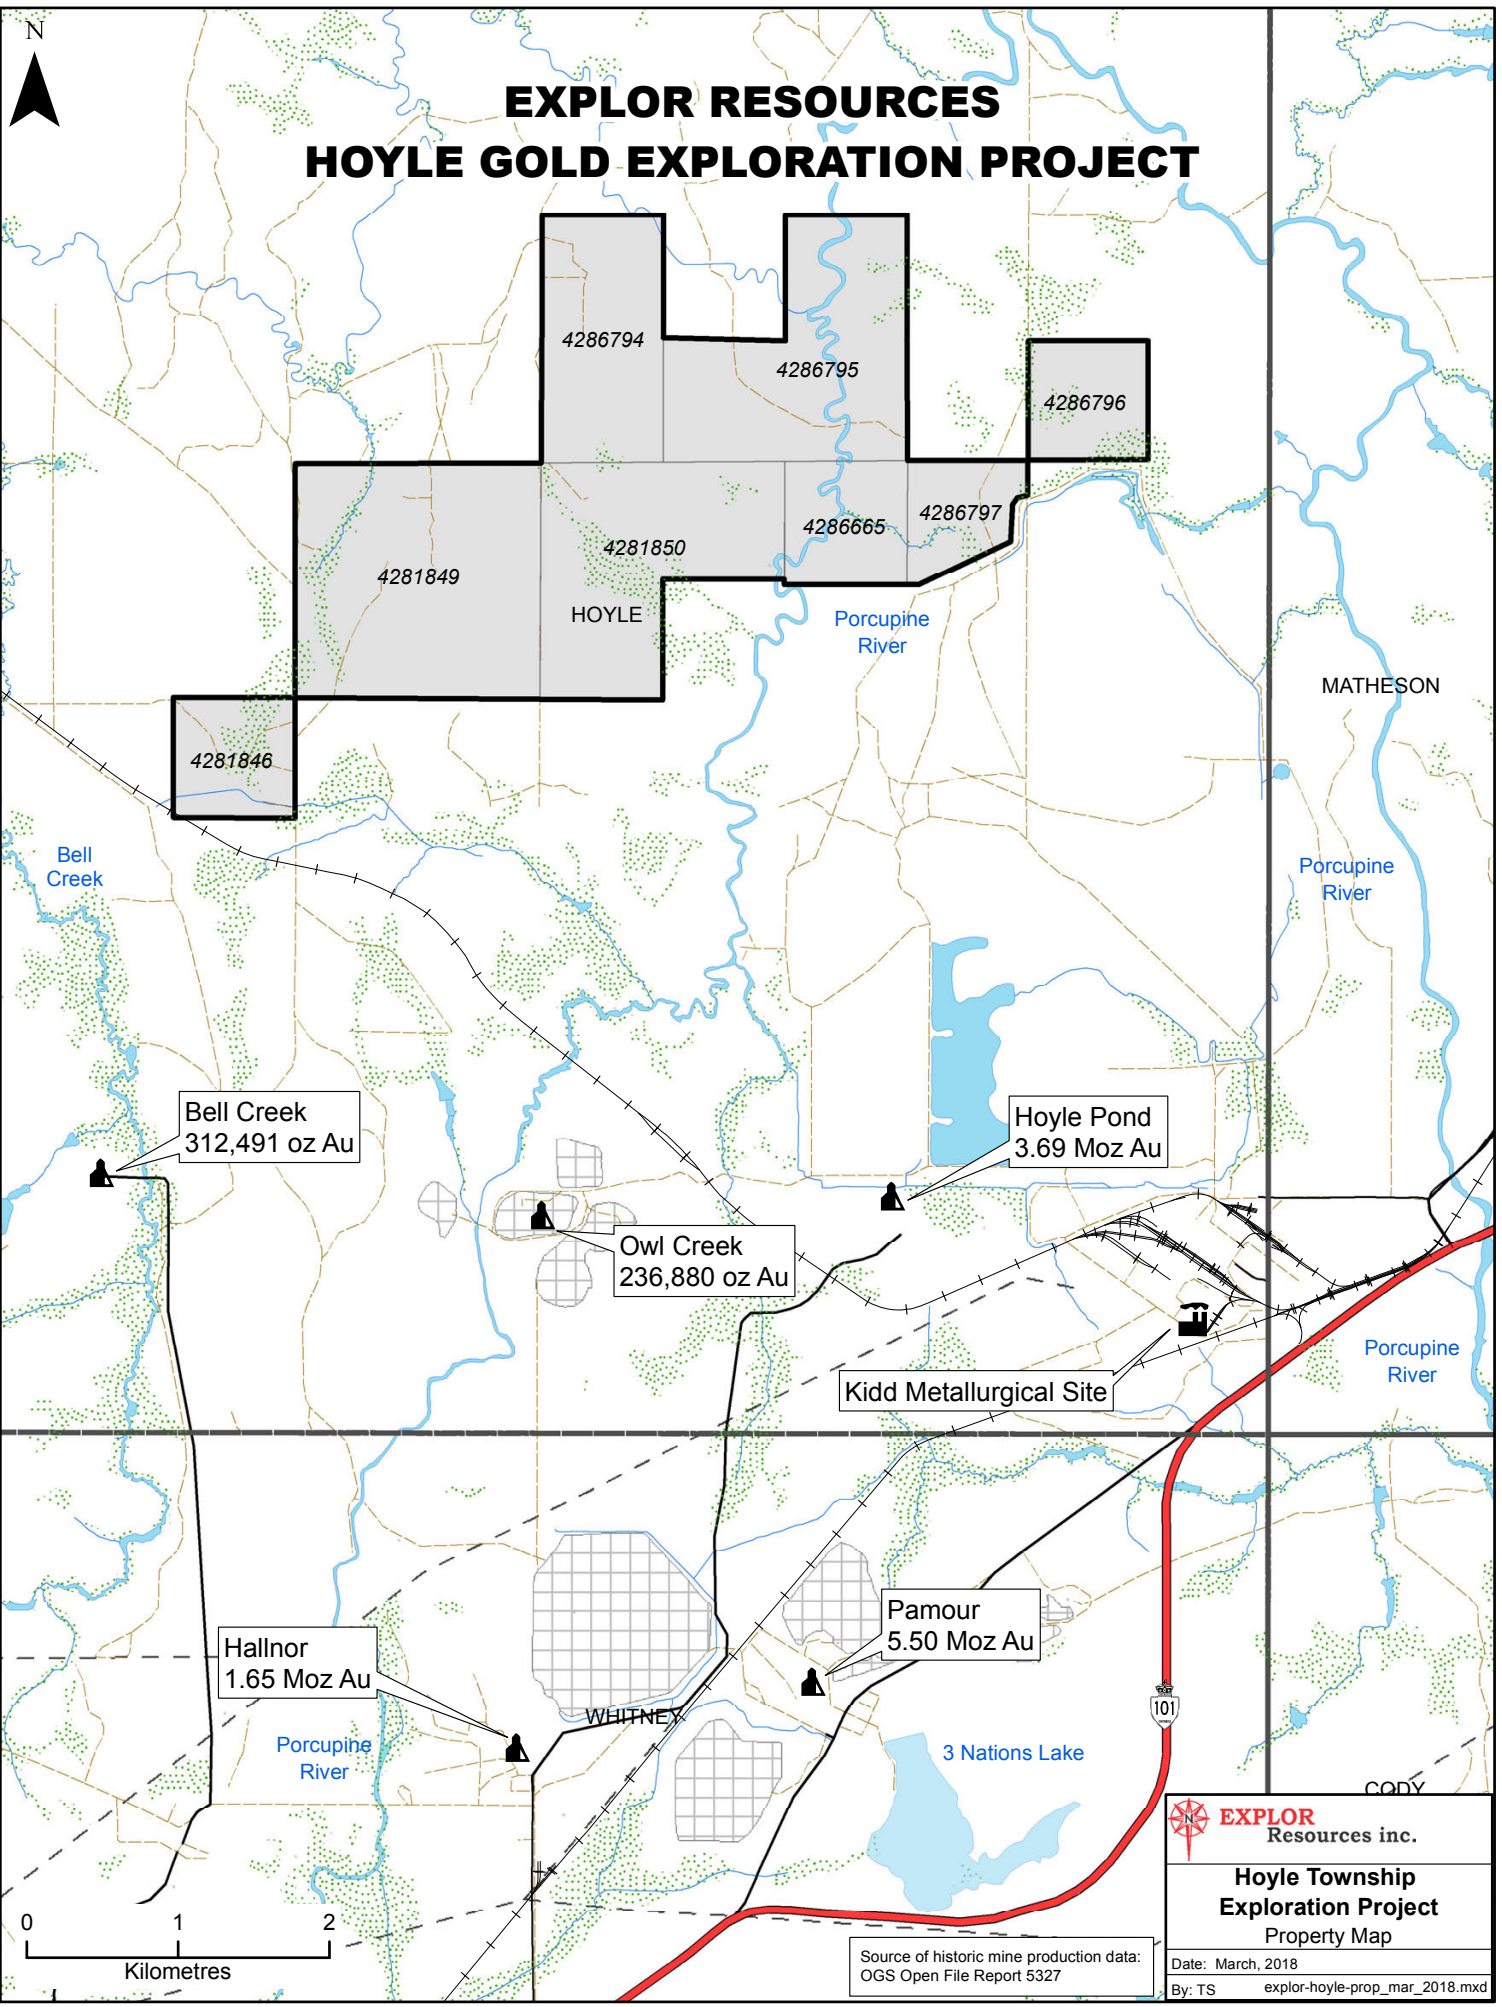 N
EXPLOR RESOURCES
HOYLE GOLD EXPLORATION PROJECT
4286794
4286795
4286796
4286797
4286665
4281850
4281849
HOYLE
Porcupine
River
MATHESON
4281846
Bell
Creek
Porcupine
River
Bell Creek
312,491 oz Au
Hoyle Pond
3.69 Moz Au
Owl Creek
236,880 oz Au
Porcupine
River
Kidd Metallurgical Site
Pamour
5.50 Moz Au
Hallnor
1.65 Moz Au
101
WHITNEY
Porcupine
River
3 Nations Lake
CODY
N
EXPLOR
Resources inc.
Hoyle Township
Exploration Project
Property Map
Date: March, 2018
By: TS explor-hoyle-prop_mar_2018.mxd
0 1 2
Kilometres
Source of historic mine production data:
OGS Open File Report 5327